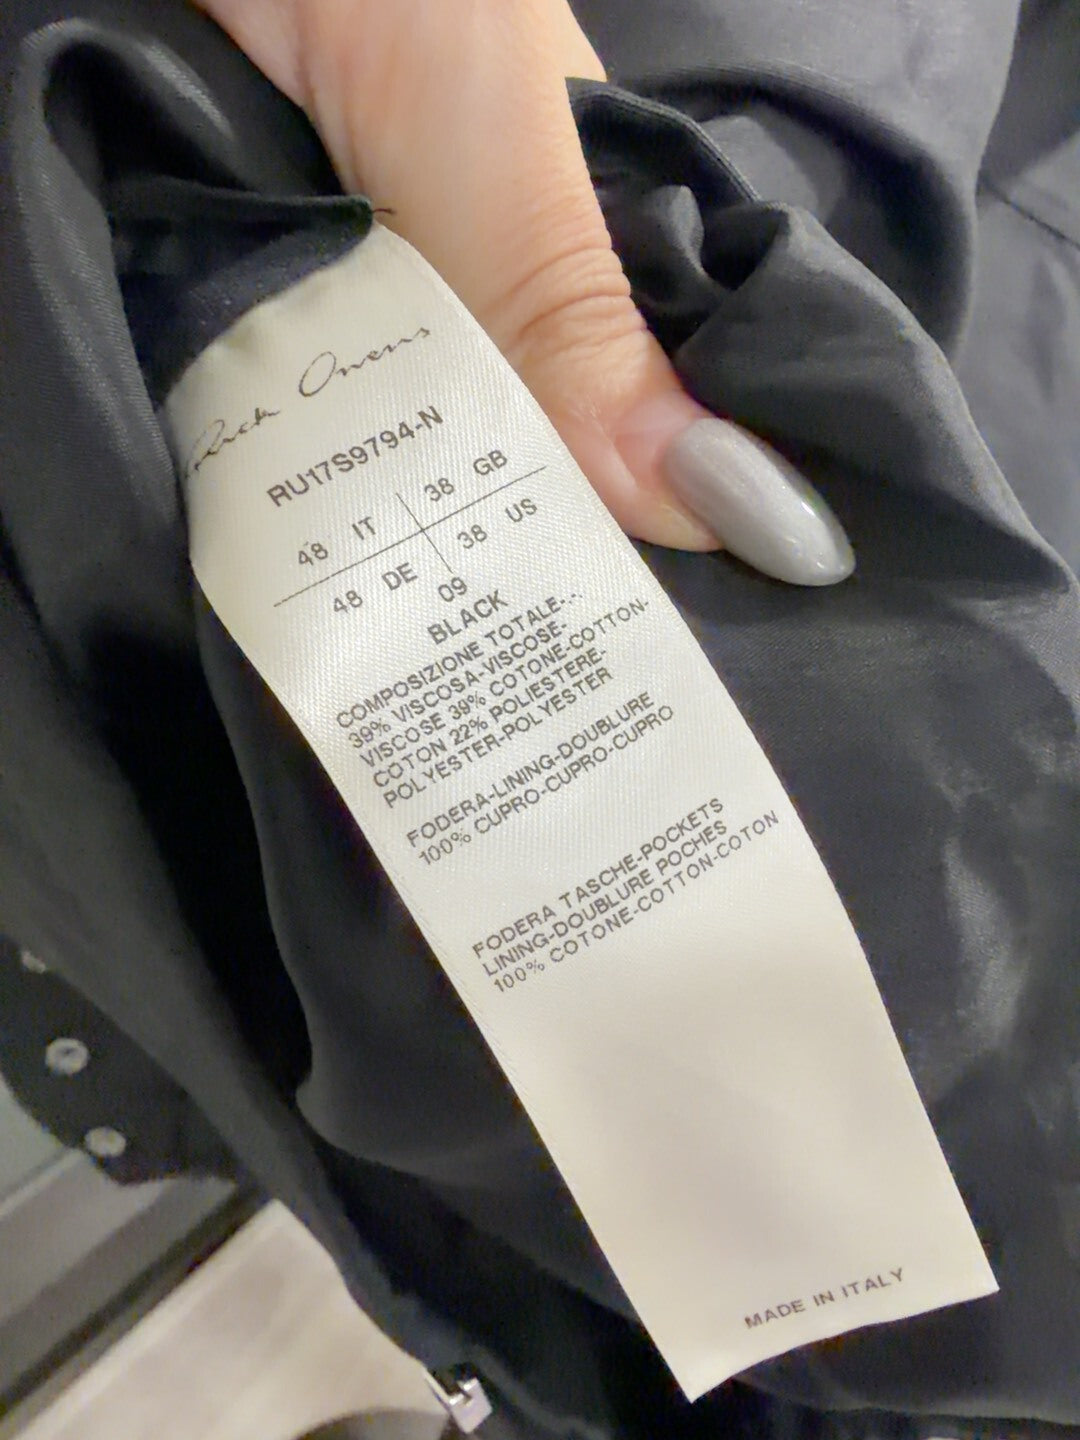 Rick Owens
RU17S9794-N
48 IT 38 GB
48 DE 38 US
09
BLACK
COMPOSIZIONE TOTALE-.-.
39% VISCOSA-VISCOSE-
VISCOSE 39% COTONE-COTTON-
COTON 22% POLIESTERE-
POLYESTER-POLYESTER
FODERA-LINING-DOUBLURE
100% CUPRO-CUPRO-CUPRO
FODERA TASCHE-POCKETS
LINING-DOUBLURE POCHES
100% COTONE-COTTON-COTON
MADE IN ITALY